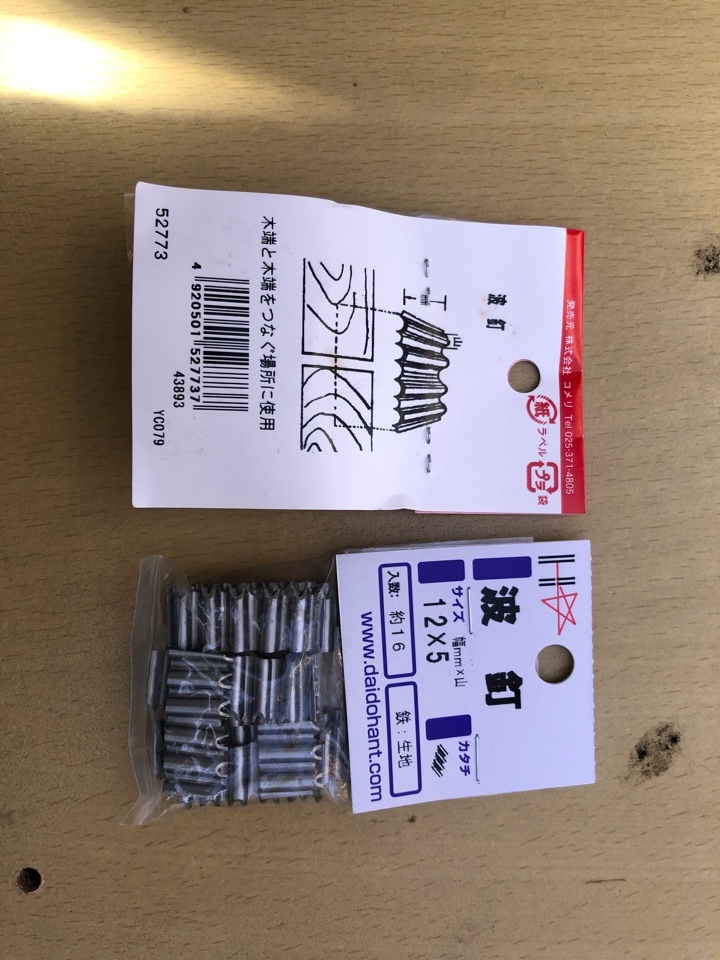 発売元 株式会社 コメリ Tel 025-371-4805
紙 ラベル プラ 袋
波 釘
山
木端と木端をつなぐ場所に使用
4 920501 527737
43893
52773
YC079
波 釘
サイズ 幅mm×山
12×5
カタチ
入数: 約16
鉄:生地
www.daidohant.com